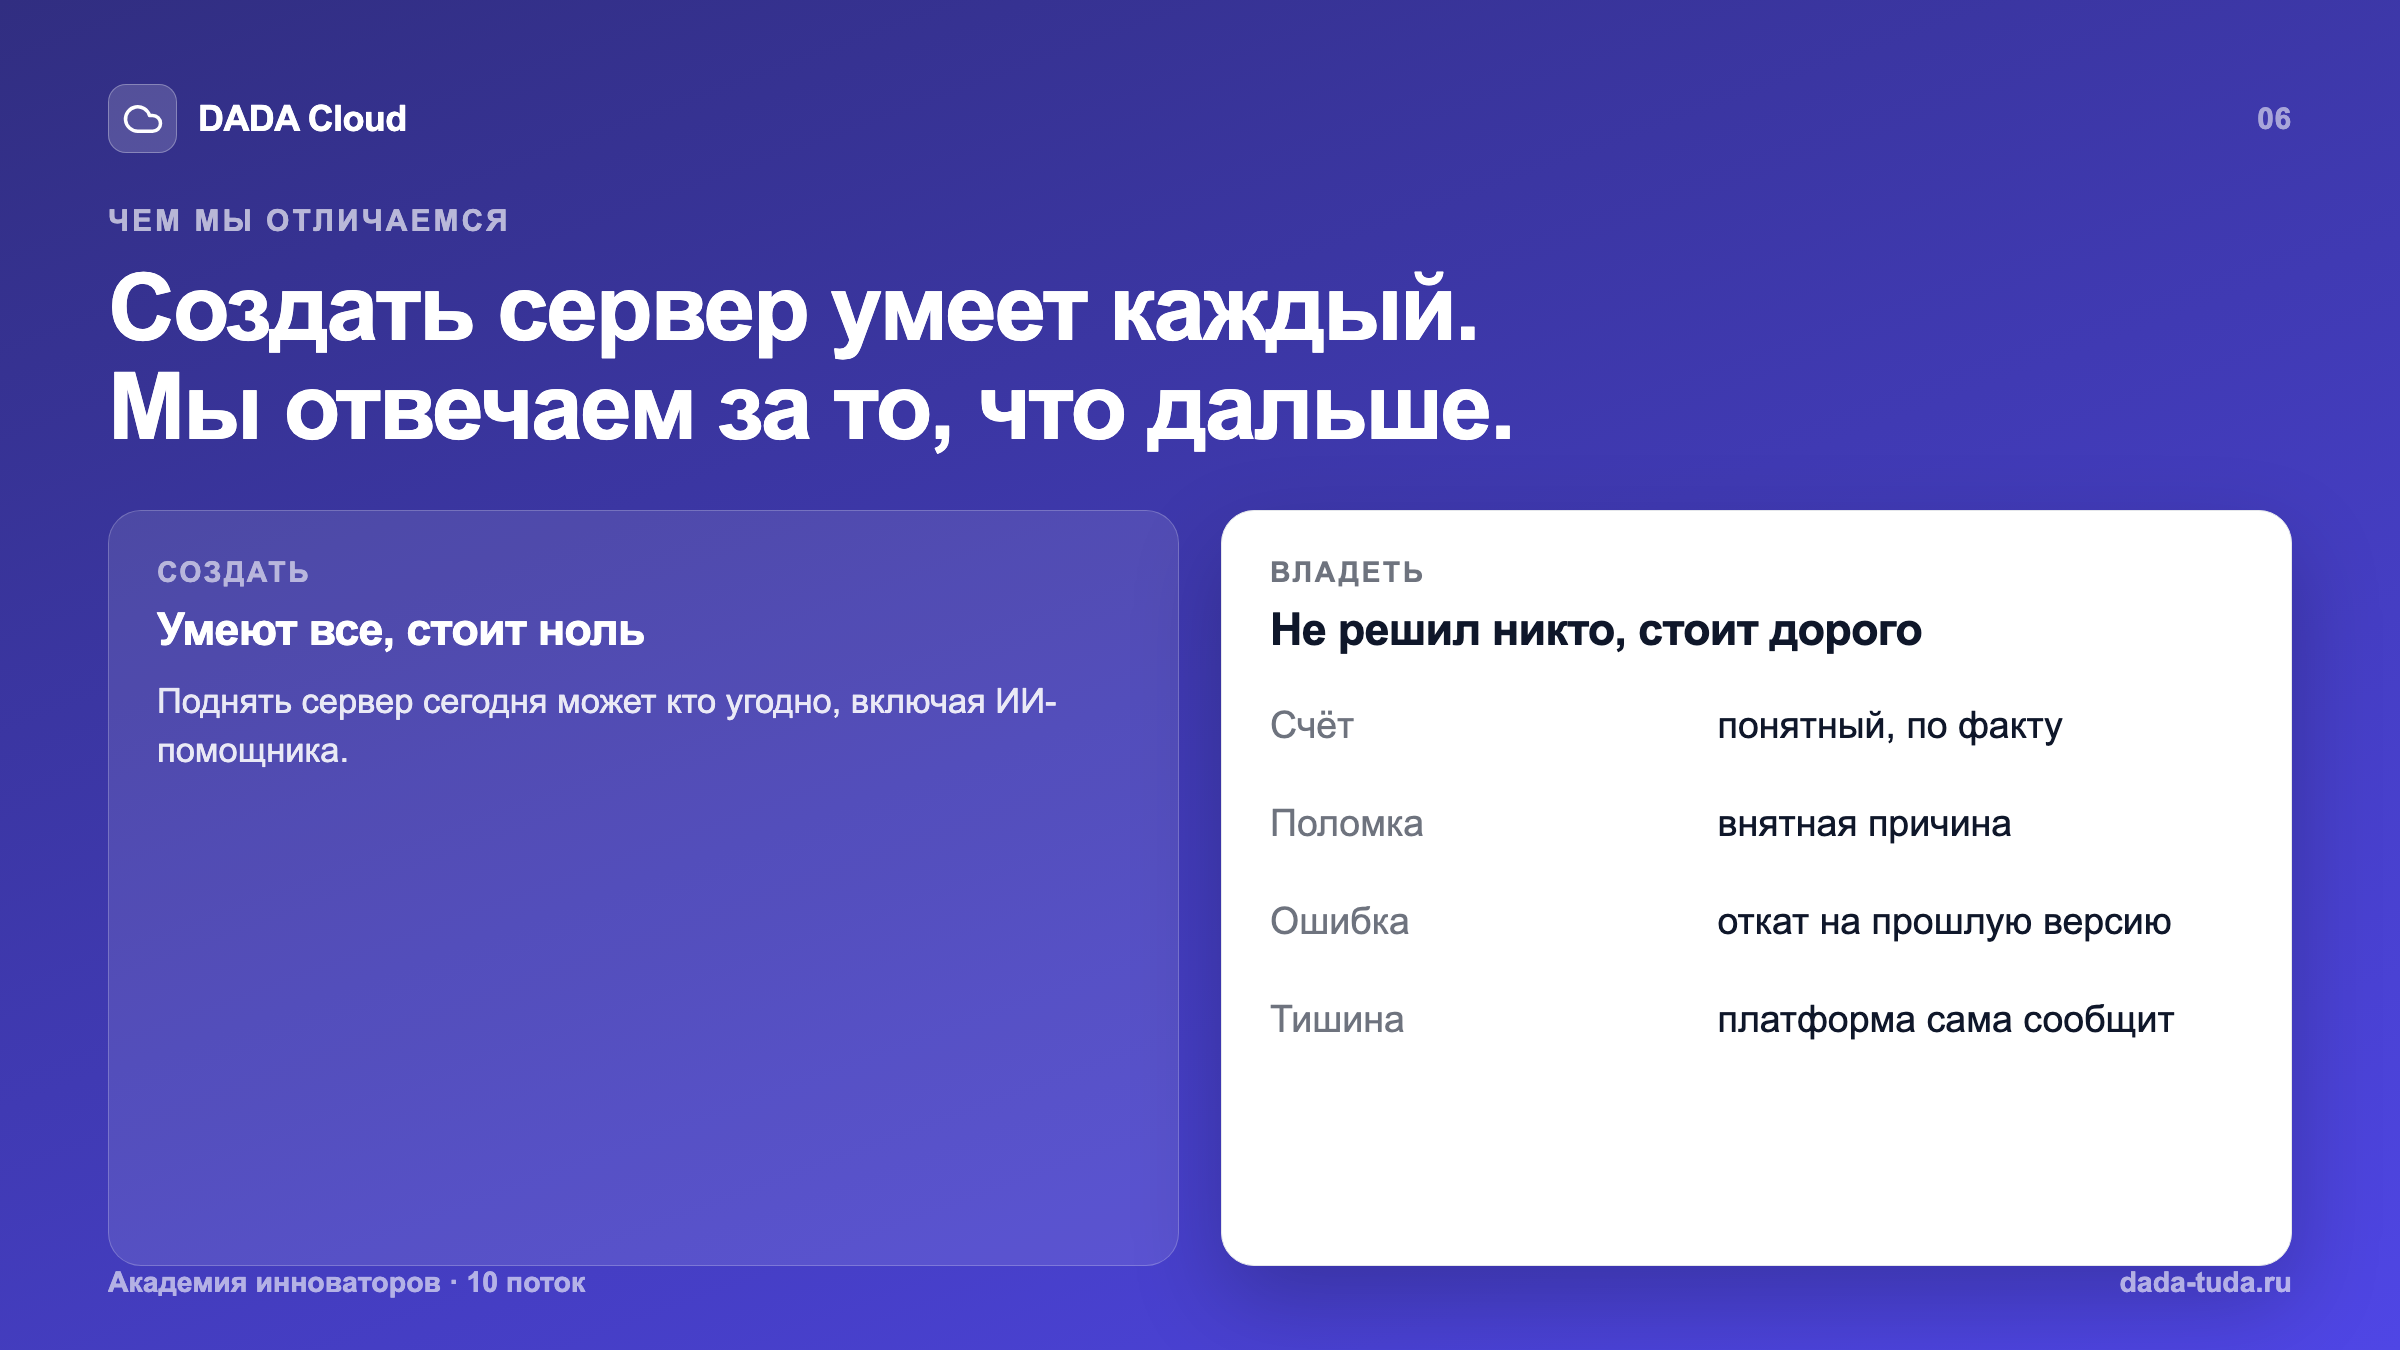 DADA Cloud
06
ЧЕМ МЫ ОТЛИЧАЕМСЯ
Создать сервер умеет каждый.
Мы отвечаем за то, что дальше.
СОЗДАТЬ
Умеют все, стоит ноль
Поднять сервер сегодня может кто угодно, включая ИИ-
помощника.
ВЛАДЕТЬ
Не решил никто, стоит дорого
Счёт понятный, по факту
Поломка внятная причина
Ошибка откат на прошлую версию
Тишина платформа сама сообщит
Академия инноваторов · 10 поток
dada-tuda.ru